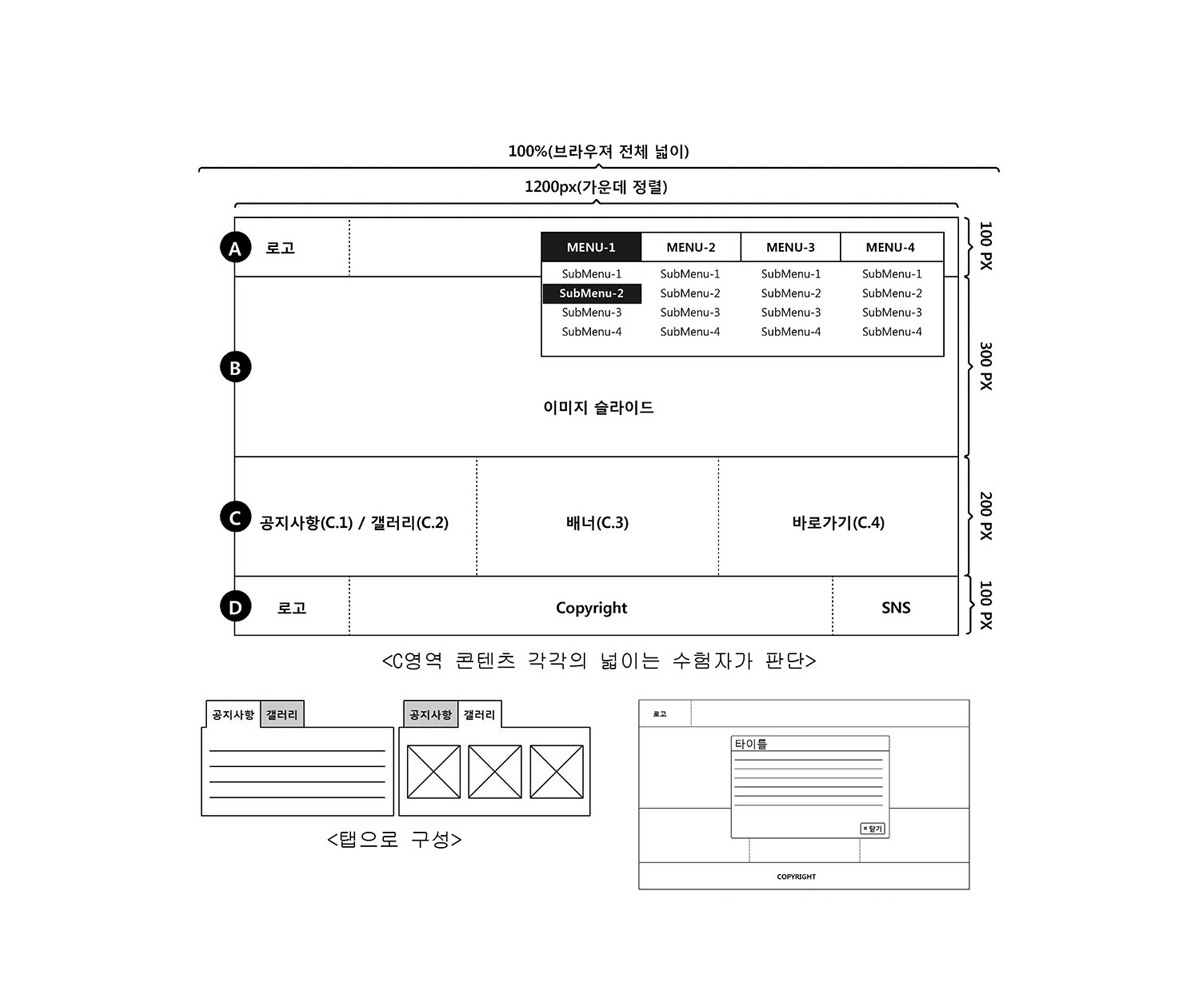 100%(브라우져 전체 넓이)
1200px(가운데 정렬)
A 로고
MENU-1 MENU-2 MENU-3 MENU-4
SubMenu-1 SubMenu-1 SubMenu-1 SubMenu-1
SubMenu-2 SubMenu-2 SubMenu-2 SubMenu-2
SubMenu-3 SubMenu-3 SubMenu-3 SubMenu-3
SubMenu-4 SubMenu-4 SubMenu-4 SubMenu-4
100 PX
B
이미지 슬라이드
300 PX
C 공지사항(C.1) / 갤러리(C.2) 배너(C.3) 바로가기(C.4)
200 PX
D 로고 Copyright SNS
100 PX
<C영역 콘텐츠 각각의 넓이는 수험자가 판단>
공지사항 갤러리
공지사항 갤러리
<탭으로 구성>
로고
타이틀
× 닫기
COPYRIGHT